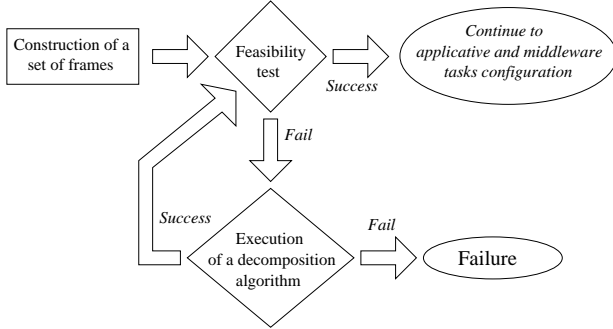 Construction of a
set of frames
Feasibility
test
Continue to
applicative and middleware
tasks configuration
Success
Fail
Success
Execution
of a decomposition
algorithm
Fail
Failure